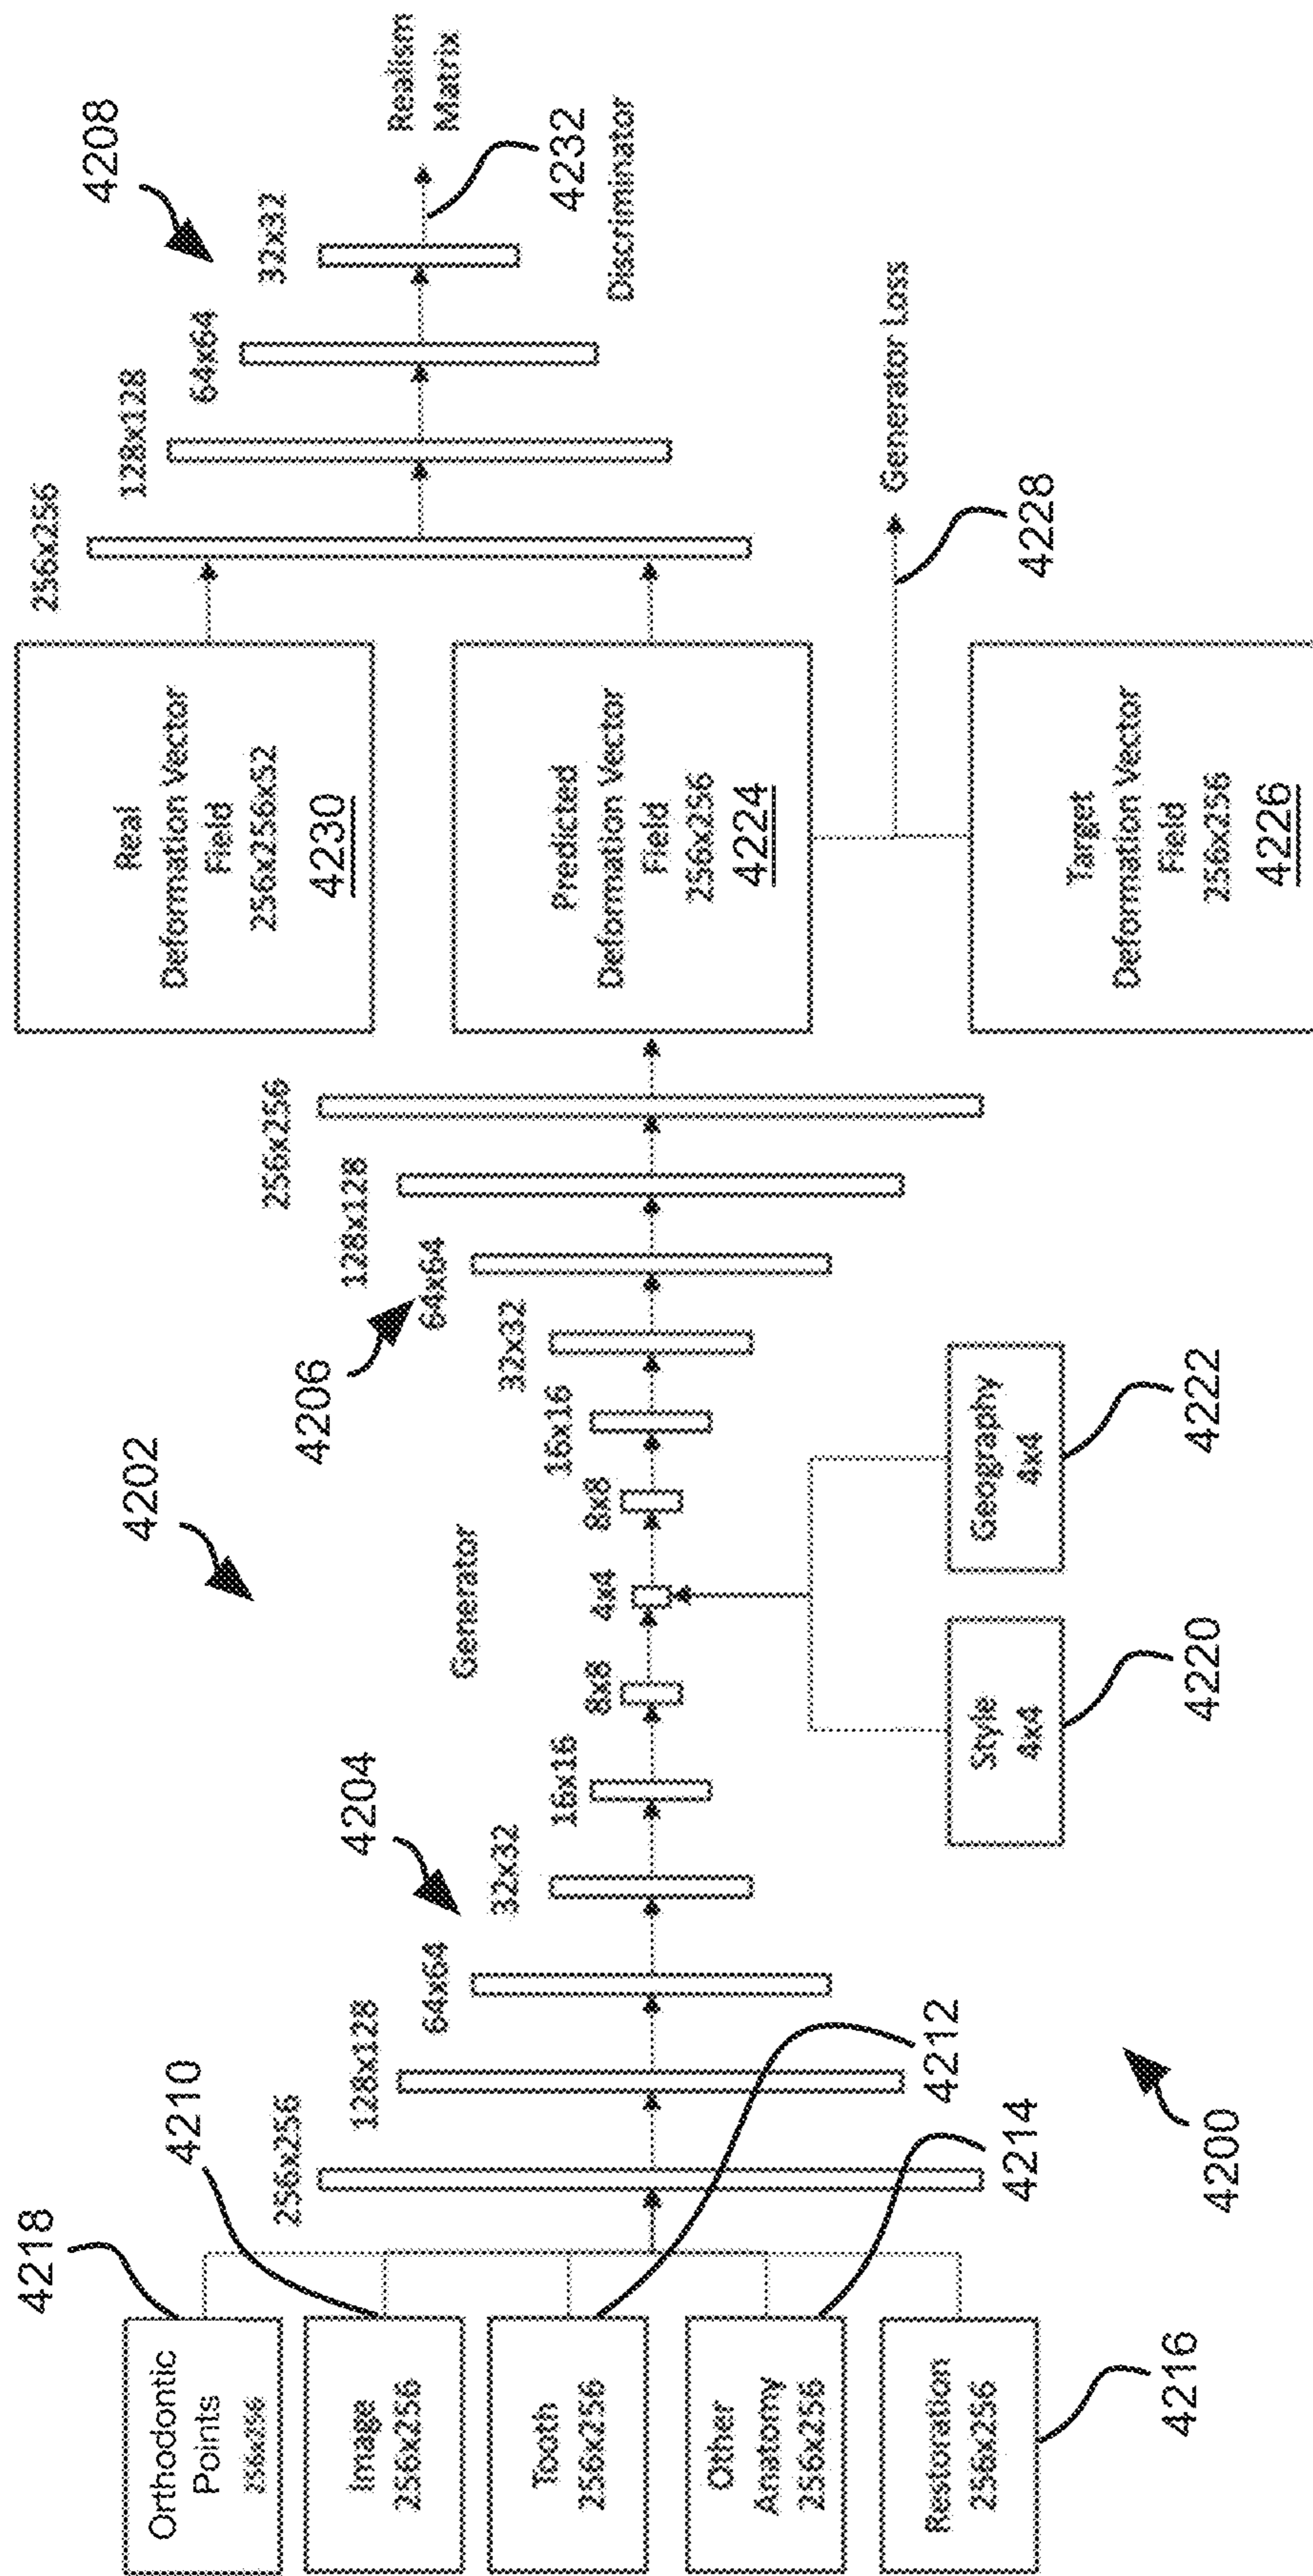 4218
Orthodontic
Points
256x256
4210
Image
256x256
Tooth
256x256
4212
Other
Anatomy
256x256
4214
Restoration
256x256
4216
4200
256x256
128x128
64x64
4204
32x32
16x16
8x8
4x4
8x8
16x16
32x32
64x64
128x128
256x256
4202
Generator
4206
Style
4x4
4220
Geography
4x4
4222
Real
Deformation Vector
Field
256x256x52
4230
Predicted
Deformation Vector
Field
256x256
4224
Target
Deformation Vector
Field
256x256
4226
Generator Loss
4228
256x256
128x128
64x64
32x32
4208
Realism
Matrix
4232
Discriminator